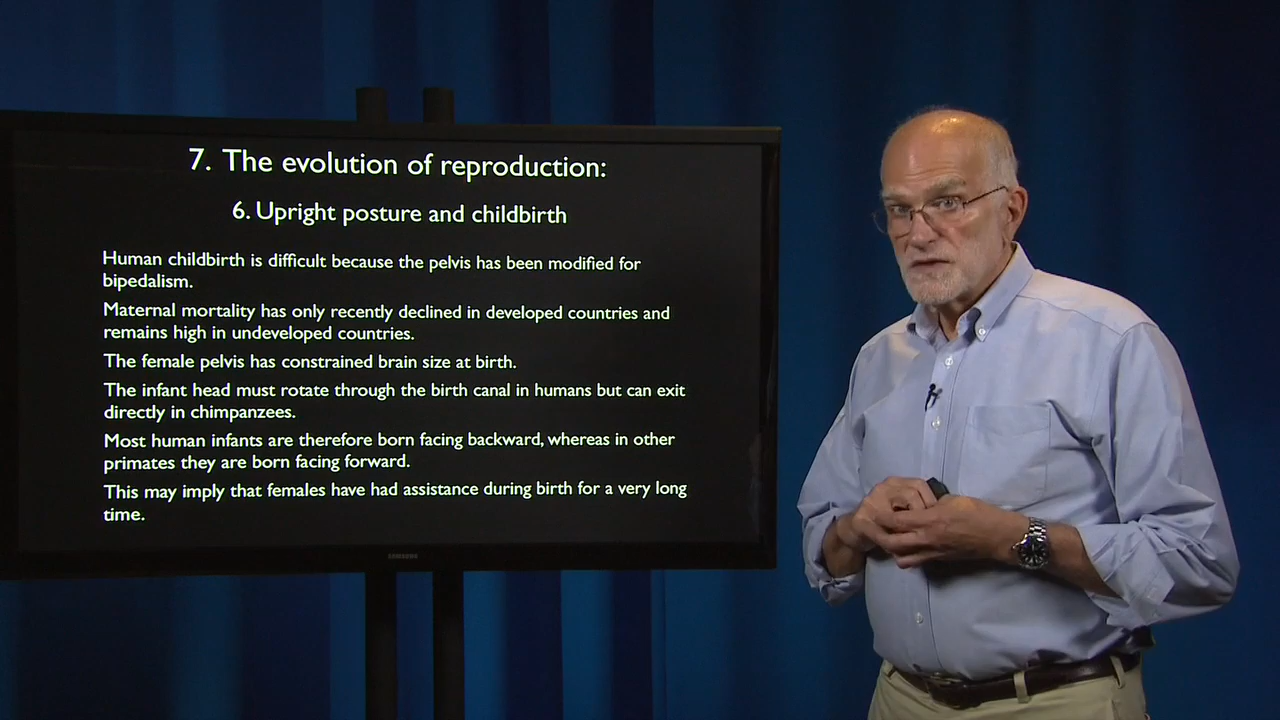 7. The evolution of reproduction:
6. Upright posture and childbirth
Human childbirth is difficult because the pelvis has been modified for
bipedalism.
Maternal mortality has only recently declined in developed countries and
remains high in undeveloped countries.
The female pelvis has constrained brain size at birth.
The infant head must rotate through the birth canal in humans but can exit
directly in chimpanzees.
Most human infants are therefore born facing backward, whereas in other
primates they are born facing forward.
This may imply that females have had assistance during birth for a very long
time.
SAMSUNG